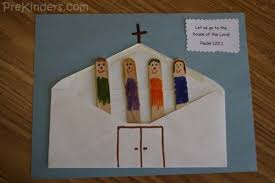 PreKinders.com
Let us go to the
house of the Lord.
Psalm 122:1